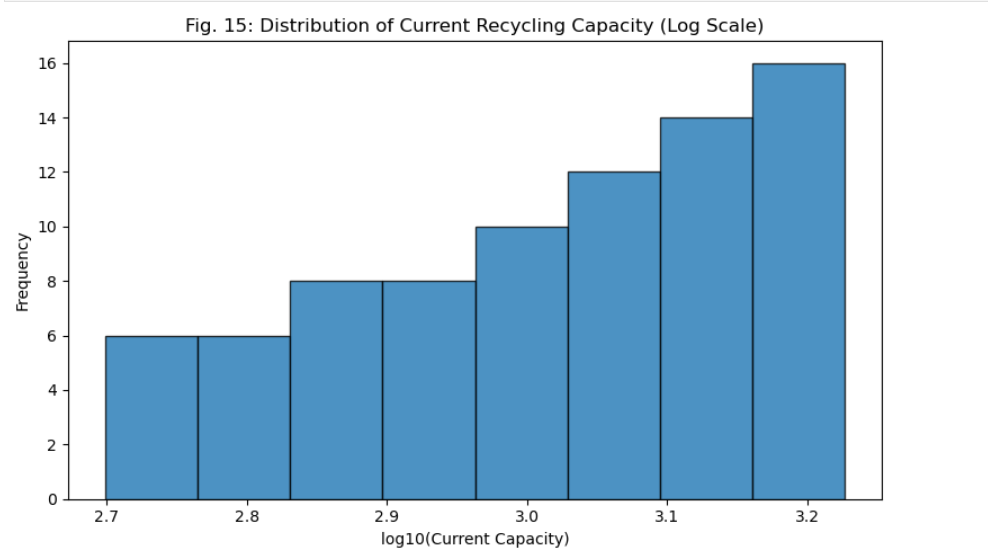 Fig. 15: Distribution of Current Recycling Capacity (Log Scale)
16
14
12
10
8
6
4
2
0
Frequency
2.7 2.8 2.9 3.0 3.1 3.2
log10(Current Capacity)